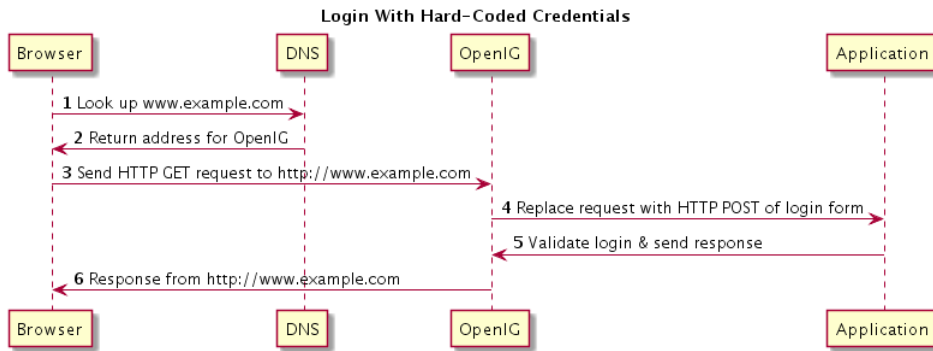 Login With Hard-Coded Credentials
Browser DNS OpenIG Application
1 Look up www.example.com
2 Return address for OpenIG
3 Send HTTP GET request to http://www.example.com
4 Replace request with HTTP POST of login form
5 Validate login & send response
6 Response from http://www.example.com
Browser DNS OpenIG Application